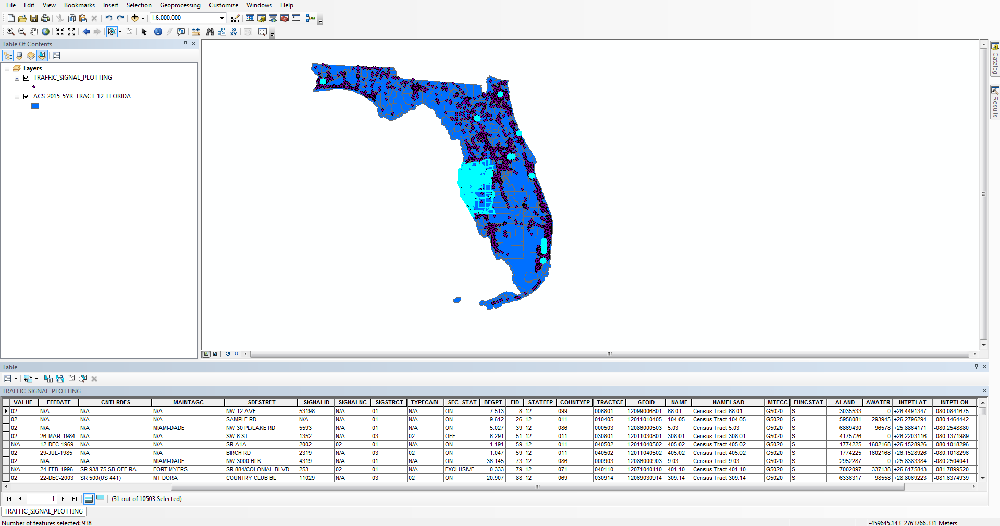 File Edit View Bookmarks Insert Selection Geoprocessing Customize Windows Help
1:6,000,000
Table Of Contents
Layers
TRAFFIC_SIGNAL_PLOTTING
ACS_2015_5YR_TRACT_12_FLORIDA
Catalog
Results
Table
TRAFFIC_SIGNAL_PLOTTING
VALUE_ EFFDATE CNTLRDES MAINTAGC SDESTRET SIGNALID SIGNALNC SIGSTRCT TYPECABL SEC_STAT BEGPT FID STATEFP COUNTYFP TRACTCE GEOID NAME NAMELSAD MTFCC FUNCSTAT ALAND AWATER INTPTLAT INTPTLON
02 N/A N/A N/A NW 12 AVE 53198 N/A 01 N/A ON 7.513 8 12 099 006801 12099006801 68.01 Census Tract 68.01 G5020 S 3035533 0 +26.4491347 -080.0841675
02 N/A N/A N/A SAMPLE RD N/A N/A 01 N/A ON 9.612 26 12 011 010405 12011010405 104.05 Census Tract 104.05 G5020 S 5958081 293945 +26.2796294 -080.1464442
02 N/A N/A MIAMI-DADE NW 30 PL/LAKE RD 5593 N/A 01 N/A ON 5.027 39 12 086 000503 12086000503 5.03 Census Tract 5.03 G5020 S 6869430 96578 +25.8864171 -080.2548880
02 26-MAR-1984 N/A N/A SW 6 ST 1352 N/A 03 02 OFF 6.291 51 12 011 030801 12011030801 308.01 Census Tract 308.01 G5020 S 4175726 0 +26.2203116 -080.1371989
N/A 12-DEC-1969 N/A N/A SR A1A 2002 02 01 N/A ON 1.191 59 12 011 040502 12011040502 405.02 Census Tract 405.02 G5020 S 1774225 1602168 +26.1528926 -080.1018296
02 29-JUL-1985 N/A N/A BIRCH RD 2319 N/A 03 02 ON 1.047 59 12 011 040502 12011040502 405.02 Census Tract 405.02 G5020 S 1774225 1602168 +26.1528926 -080.1018296
02 N/A N/A MIAMI-DADE NW 3000 BLK 4319 N/A 01 N/A ON 36.145 73 12 086 000903 12086000903 9.03 Census Tract 9.03 G5020 S 2952287 0 +25.8383384 -080.2504041
N/A 24-FEB-1996 SR 93/I-75 SB OFF RA FORT MYERS SR 884/COLONIAL BLVD 253 02 01 N/A EXCLUSIVE 0.333 79 12 071 040110 12071040110 401.10 Census Tract 401.10 G5020 S 7002097 337138 +26.6175843 -081.7899520
02 22-DEC-2003 SR 500(US 441) MT DORA COUNTRY CLUB BL 11029 N/A 03 02 ON 20.907 88 12 069 030914 12069030914 309.14 Census Tract 309.14 G5020 S 6336317 98558 +28.8069223 -081.6374939
1 (31 out of 10503 Selected)
TRAFFIC_SIGNAL_PLOTTING
Number of features selected: 938 -459645.143 2763766.331 Meters